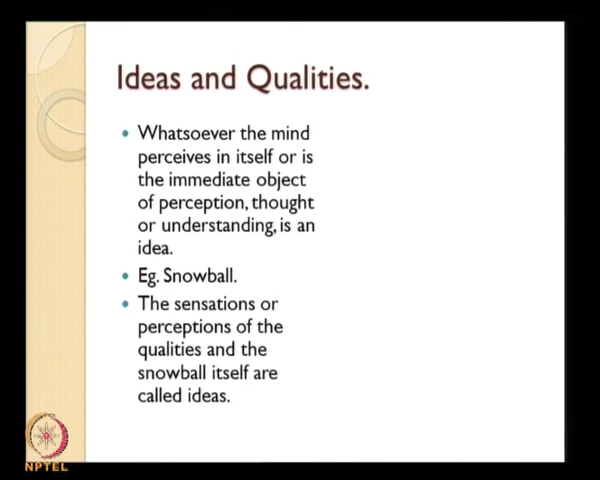 Ideas and Qualities.
Whatsoever the mind
perceives in itself or is
the immediate object
of perception, thought
or understanding, is an
idea.
Eg. Snowball.
The sensations or
perceptions of the
qualities and the
snowball itself are
called ideas.
NPTEL